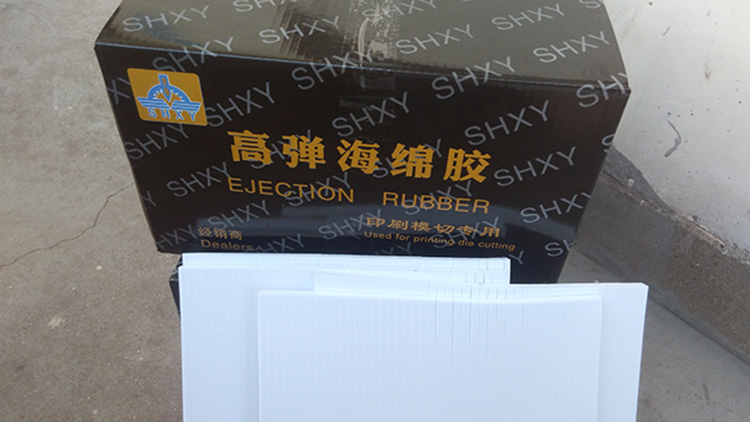 SHXY
高弹海绵胶
EJECTION RUBBER
经销商
Dealers
印刷模切专用
Used for printing die cutting